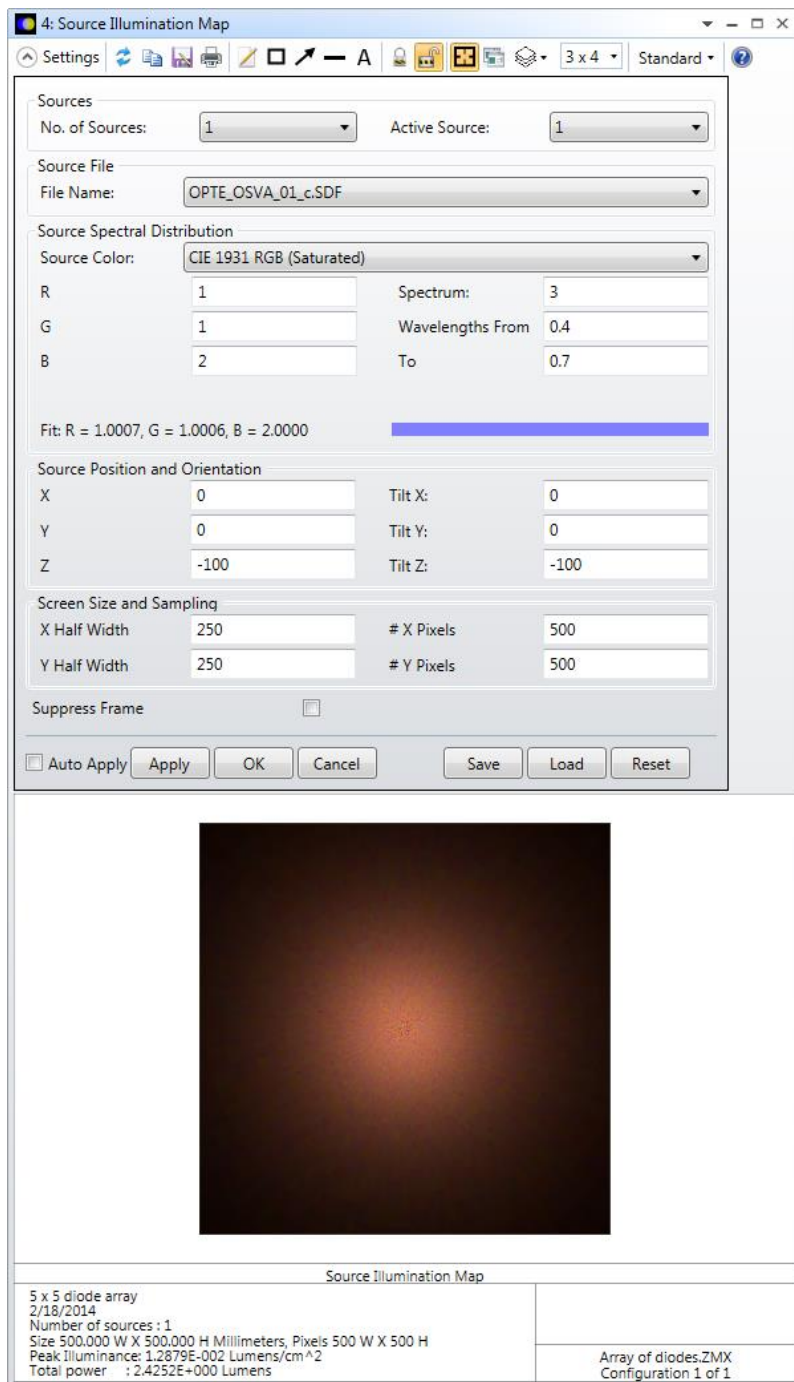 4: Source Illumination Map
Settings A 3 x 4 Standard ?
Sources
No. of Sources: 1 Active Source: 1
Source File
File Name: OPTE_OSVA_01_c.SDF
Source Spectral Distribution
Source Color: CIE 1931 RGB (Saturated)
R 1 Spectrum: 3
G 1 Wavelengths From 0.4
B 2 To 0.7
Fit: R = 1.0007, G = 1.0006, B = 2.0000
Source Position and Orientation
X 0 Tilt X: 0
Y 0 Tilt Y: 0
Z -100 Tilt Z: -100
Screen Size and Sampling
X Half Width 250 # X Pixels 500
Y Half Width 250 # Y Pixels 500
Suppress Frame
Auto Apply Apply OK Cancel Save Load Reset
Source Illumination Map
5 x 5 diode array
2/18/2014
Number of sources : 1
Size 500.000 W X 500.000 H Millimeters, Pixels 500 W X 500 H
Peak Illuminance: 1.2879E-002 Lumens/cm^2
Total power : 2.4252E+000 Lumens
Array of diodes.ZMX
Configuration 1 of 1